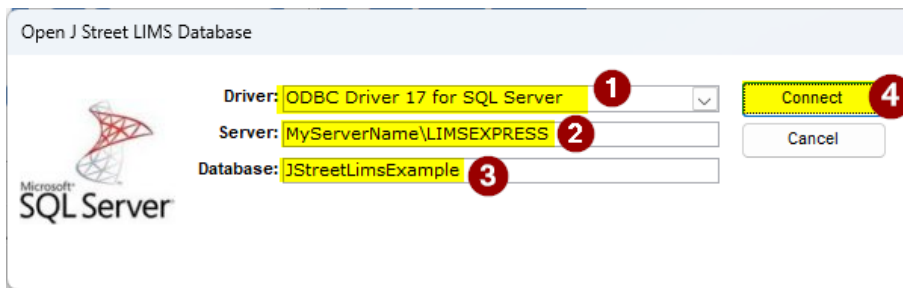 Open J Street LIMS Database
Driver: ODBC Driver 17 for SQL Server 1
Connect 4
Server: MyServerName\LIMSEXPRESS 2
Cancel
Database: JStreetLimsExample 3
Microsoft®
SQL Server